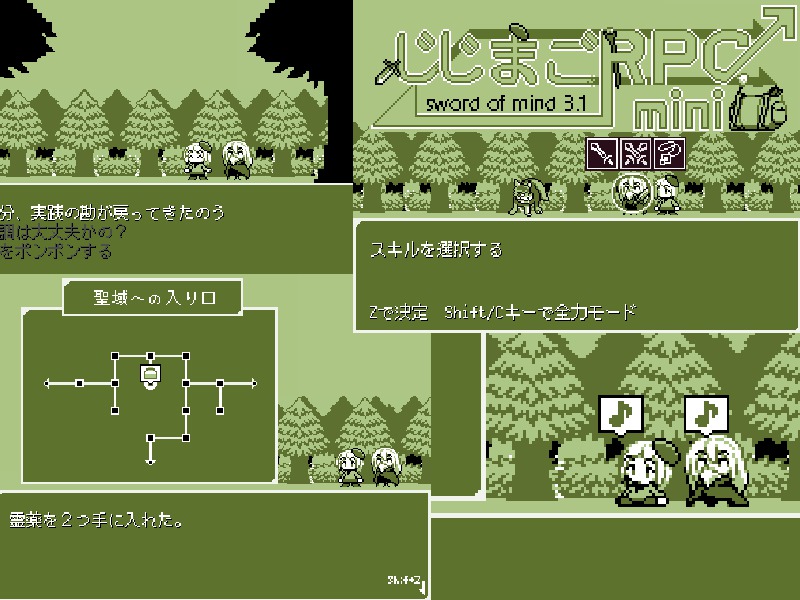 じじまごRPG
mini
sword of mind 3.1
分、実践の勘が戻ってきたのう
調は大丈夫かの?
をポンポンする
スキルを選択する
Zで決定 Shift/Cキーで全力モード
聖域への入り口
霊薬を2つ手に入れた。
Shift+Z